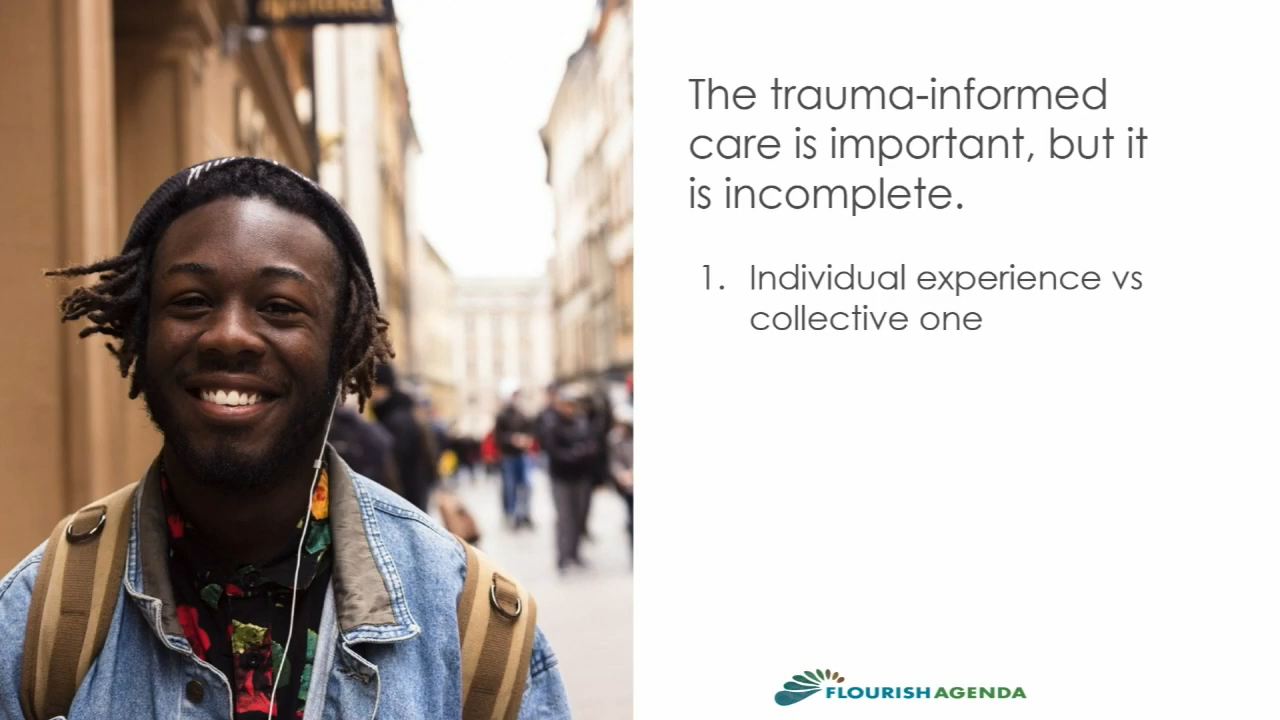 The trauma-informed
care is important, but it
is incomplete.
1. Individual experience vs
collective one
FLOURISH AGENDA